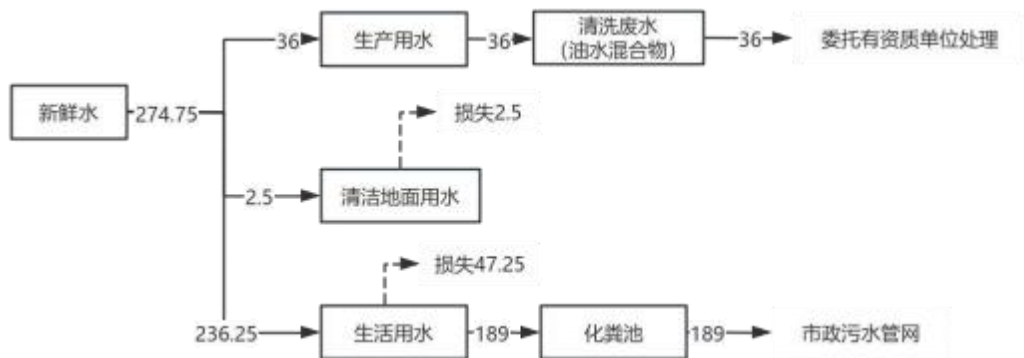 36
生产用水
36
清洗废水
(油水混合物)
36
委托有资质单位处理
新鲜水
274.75
损失2.5
2.5
清洁地面用水
损失47.25
236.25
生活用水
189
化粪池
189
市政污水管网